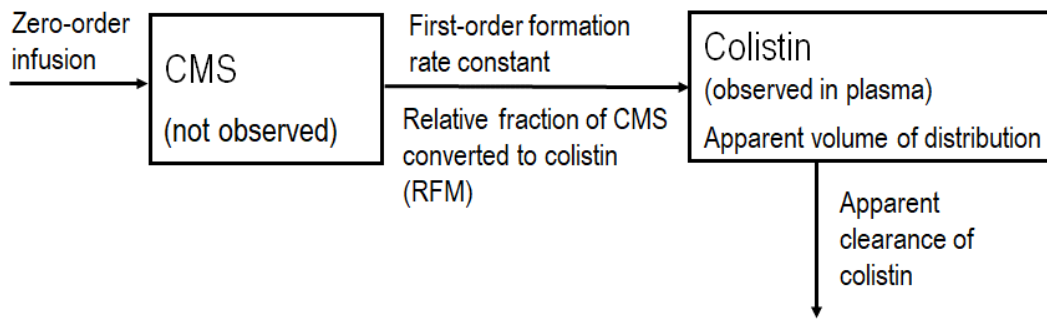 Zero-order
infusion
CMS
(not observed)
First-order formation
rate constant
Relative fraction of CMS
converted to colistin
(RFM)
Colistin
(observed in plasma)
Apparent volume of distribution
Apparent
clearance of
colistin